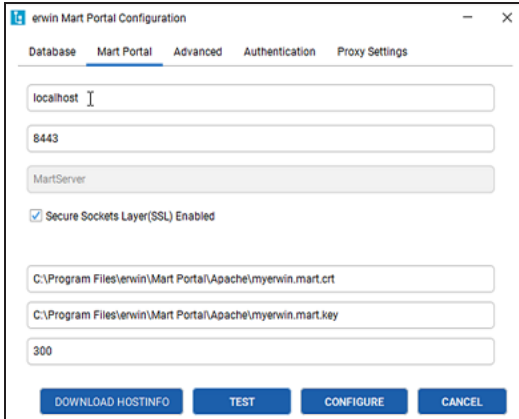 erwin Mart Portal Configuration
Database Mart Portal Advanced Authentication Proxy Settings
localhost
8443
MartServer
Secure Sockets Layer(SSL) Enabled
C:\Program Files\erwin\Mart Portal\Apache\myerwin.mart.crt
C:\Program Files\erwin\Mart Portal\Apache\myerwin.mart.key
300
DOWNLOAD HOSTINFO TEST CONFIGURE CANCEL